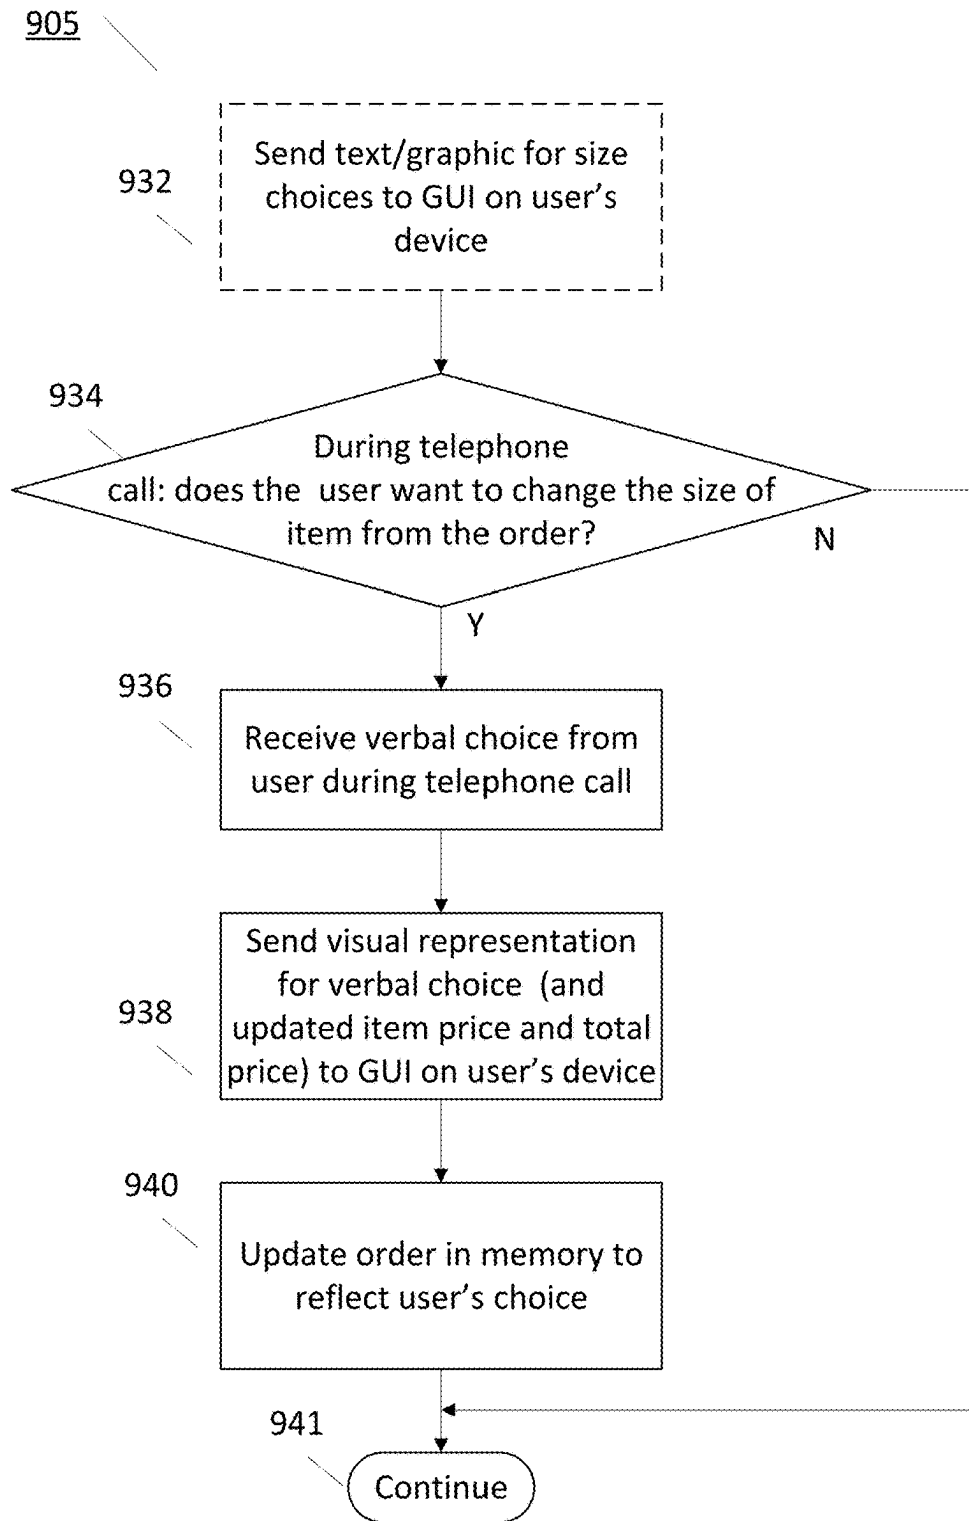 905
932
Send text/graphic for size
choices to GUI on user's
device
934
During telephone
call: does the  user want to change the size of
item from the order?
N
Y
936
Receive verbal choice from
user during telephone call
938
Send visual representation
for verbal choice  (and
updated item price and total
price) to GUI on user's device
940
Update order in memory to
reflect user's choice
941
Continue